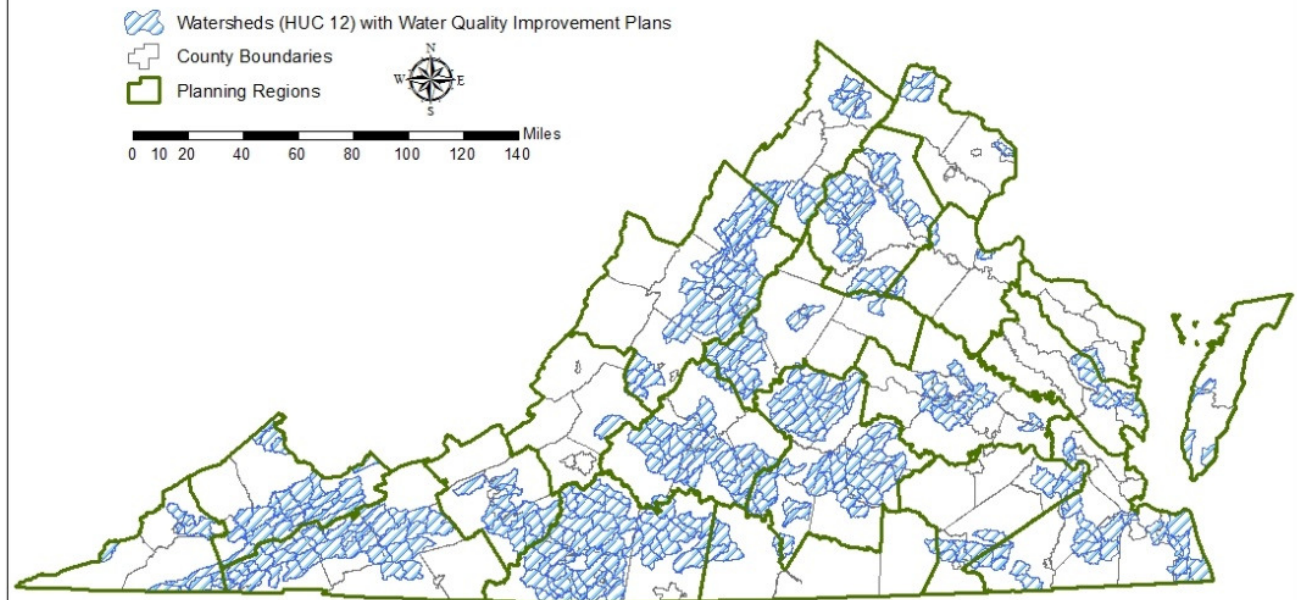 Watersheds (HUC 12) with Water Quality Improvement Plans
County Boundaries
Planning Regions
N
W E
S
Miles
0 10 20 40 60 80 100 120 140